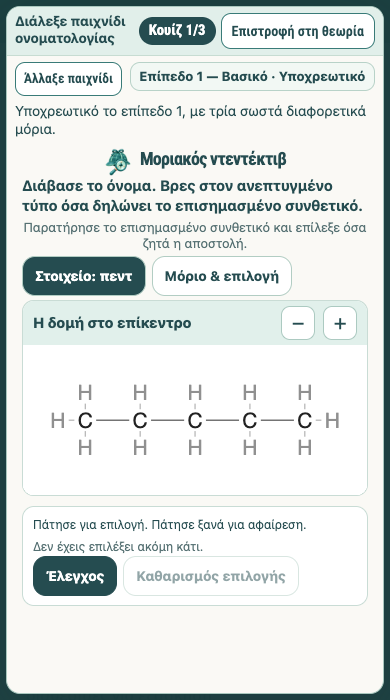 Διάλεξε παιχνίδι
ονοματολογίας
Κουίζ 1/3
Επιστροφή στη θεωρία
Άλλαξε παιχνίδι
Επίπεδο 1 — Βασικό · Υποχρεωτικό
Υποχρεωτικό το επίπεδο 1, με τρία σωστά διαφορετικά
μόρια.
Μοριακός ντεντέκτιβ
Διάβασε το όνομα. Βρες στον ανεπτυγμένο
τύπο όσα δηλώνει το επισημασμένο συνθετικό.
Παρατήρησε το επισημασμένο συνθετικό και επίλεξε όσα
ζητά η αποστολή.
Στοιχείο: πεντ
Μόριο & επιλογή
Η δομή στο επίκεντρο
− +
H H H H H
H C C C C C H
H H H H H
Πάτησε για επιλογή. Πάτησε ξανά για αφαίρεση.
Δεν έχεις επιλέξει ακόμη κάτι.
Έλεγχος
Καθαρισμός επιλογής